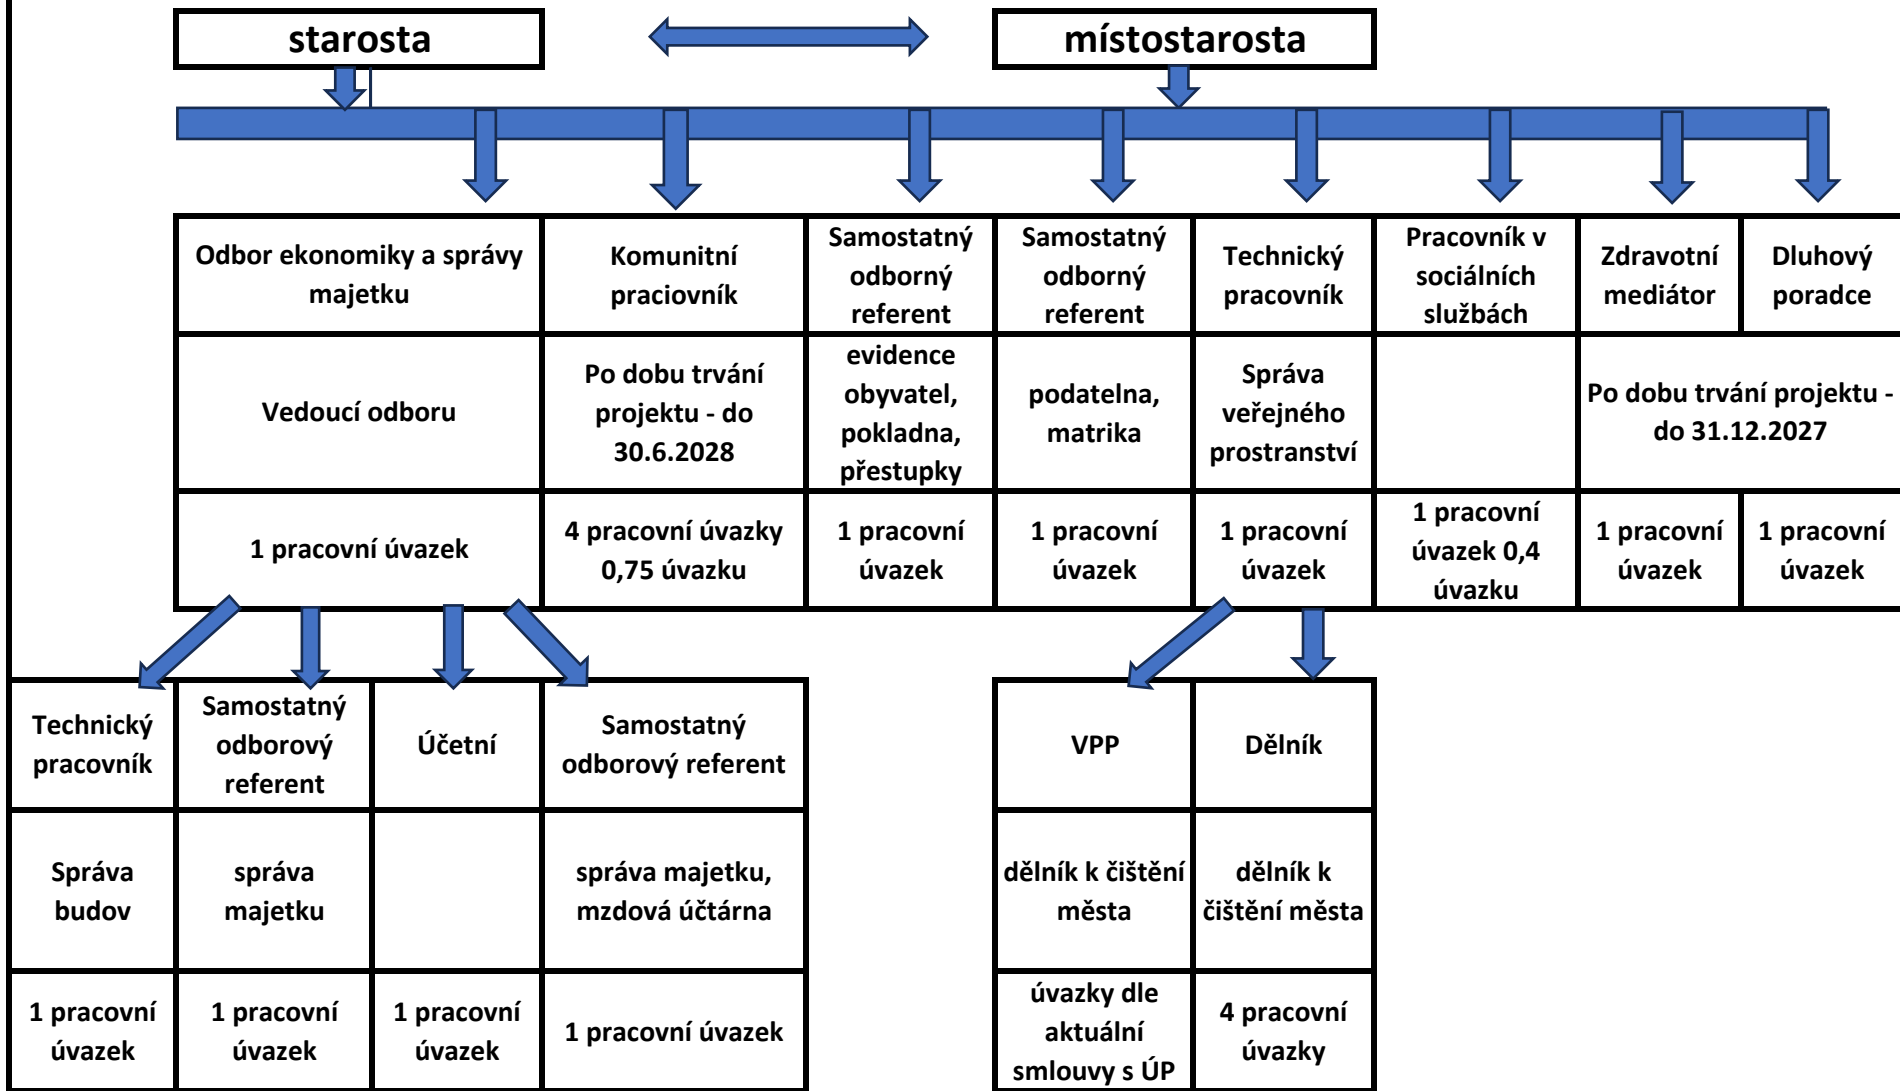 starosta
místostarosta
Odbor ekonomiky a správy
majetku
Komunitní
praciovník
Samostatný
odborný
referent
Samostatný
odborný
referent
Technický
pracovník
Pracovník v
sociálních
službách
Zdravotní
mediátor
Dluhový
poradce
Vedoucí odboru
Po dobu trvání
projektu - do
30.6.2028
evidence
obyvatel,
pokladna,
přestupky
podatelna,
matrika
Správa
veřejného
prostranství
Po dobu trvání projektu -
do 31.12.2027
1 pracovní úvazek
4 pracovní úvazky
0,75 úvazku
1 pracovní
úvazek
1 pracovní
úvazek
1 pracovní
úvazek
1 pracovní
úvazek 0,4
úvazku
1 pracovní
úvazek
1 pracovní
úvazek
Technický
pracovník
Samostatný
odborový
referent
Účetní
Samostatný
odborový referent
VPP
Dělník
Správa
budov
správa
majetku
správa majetku,
mzdová účtárna
dělník k čištění
města
dělník k
čištění města
1 pracovní
úvazek
1 pracovní
úvazek
1 pracovní
úvazek
1 pracovní úvazek
úvazky dle
aktuální
smlouvy s ÚP
4 pracovní
úvazky